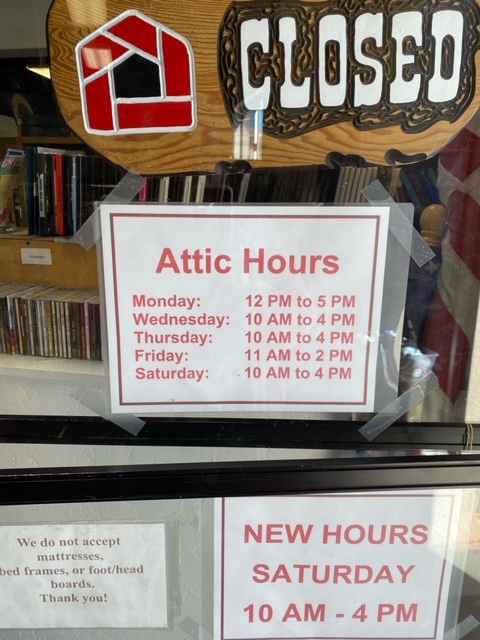 CLOSED
Attic Hours
Monday: 12 PM to 5 PM
Wednesday: 10 AM to 4 PM
Thursday: 10 AM to 4 PM
Friday: 11 AM to 2 PM
Saturday: 10 AM to 4 PM
We do not accept
mattresses,
bed frames, or foot/head
boards.
Thank you!
NEW HOURS
SATURDAY
10 AM - 4 PM